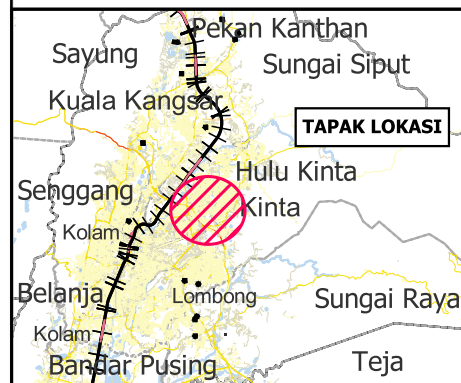 Pekan Kanthan
Sayung
Sungai Siput
Kuala Kangsar
TAPAK LOKASI
Hulu Kinta
Senggang
Kinta
Kolam
Belanja
Lombong
Sungai Raya
Kolam
Bandar Pusing
Teja